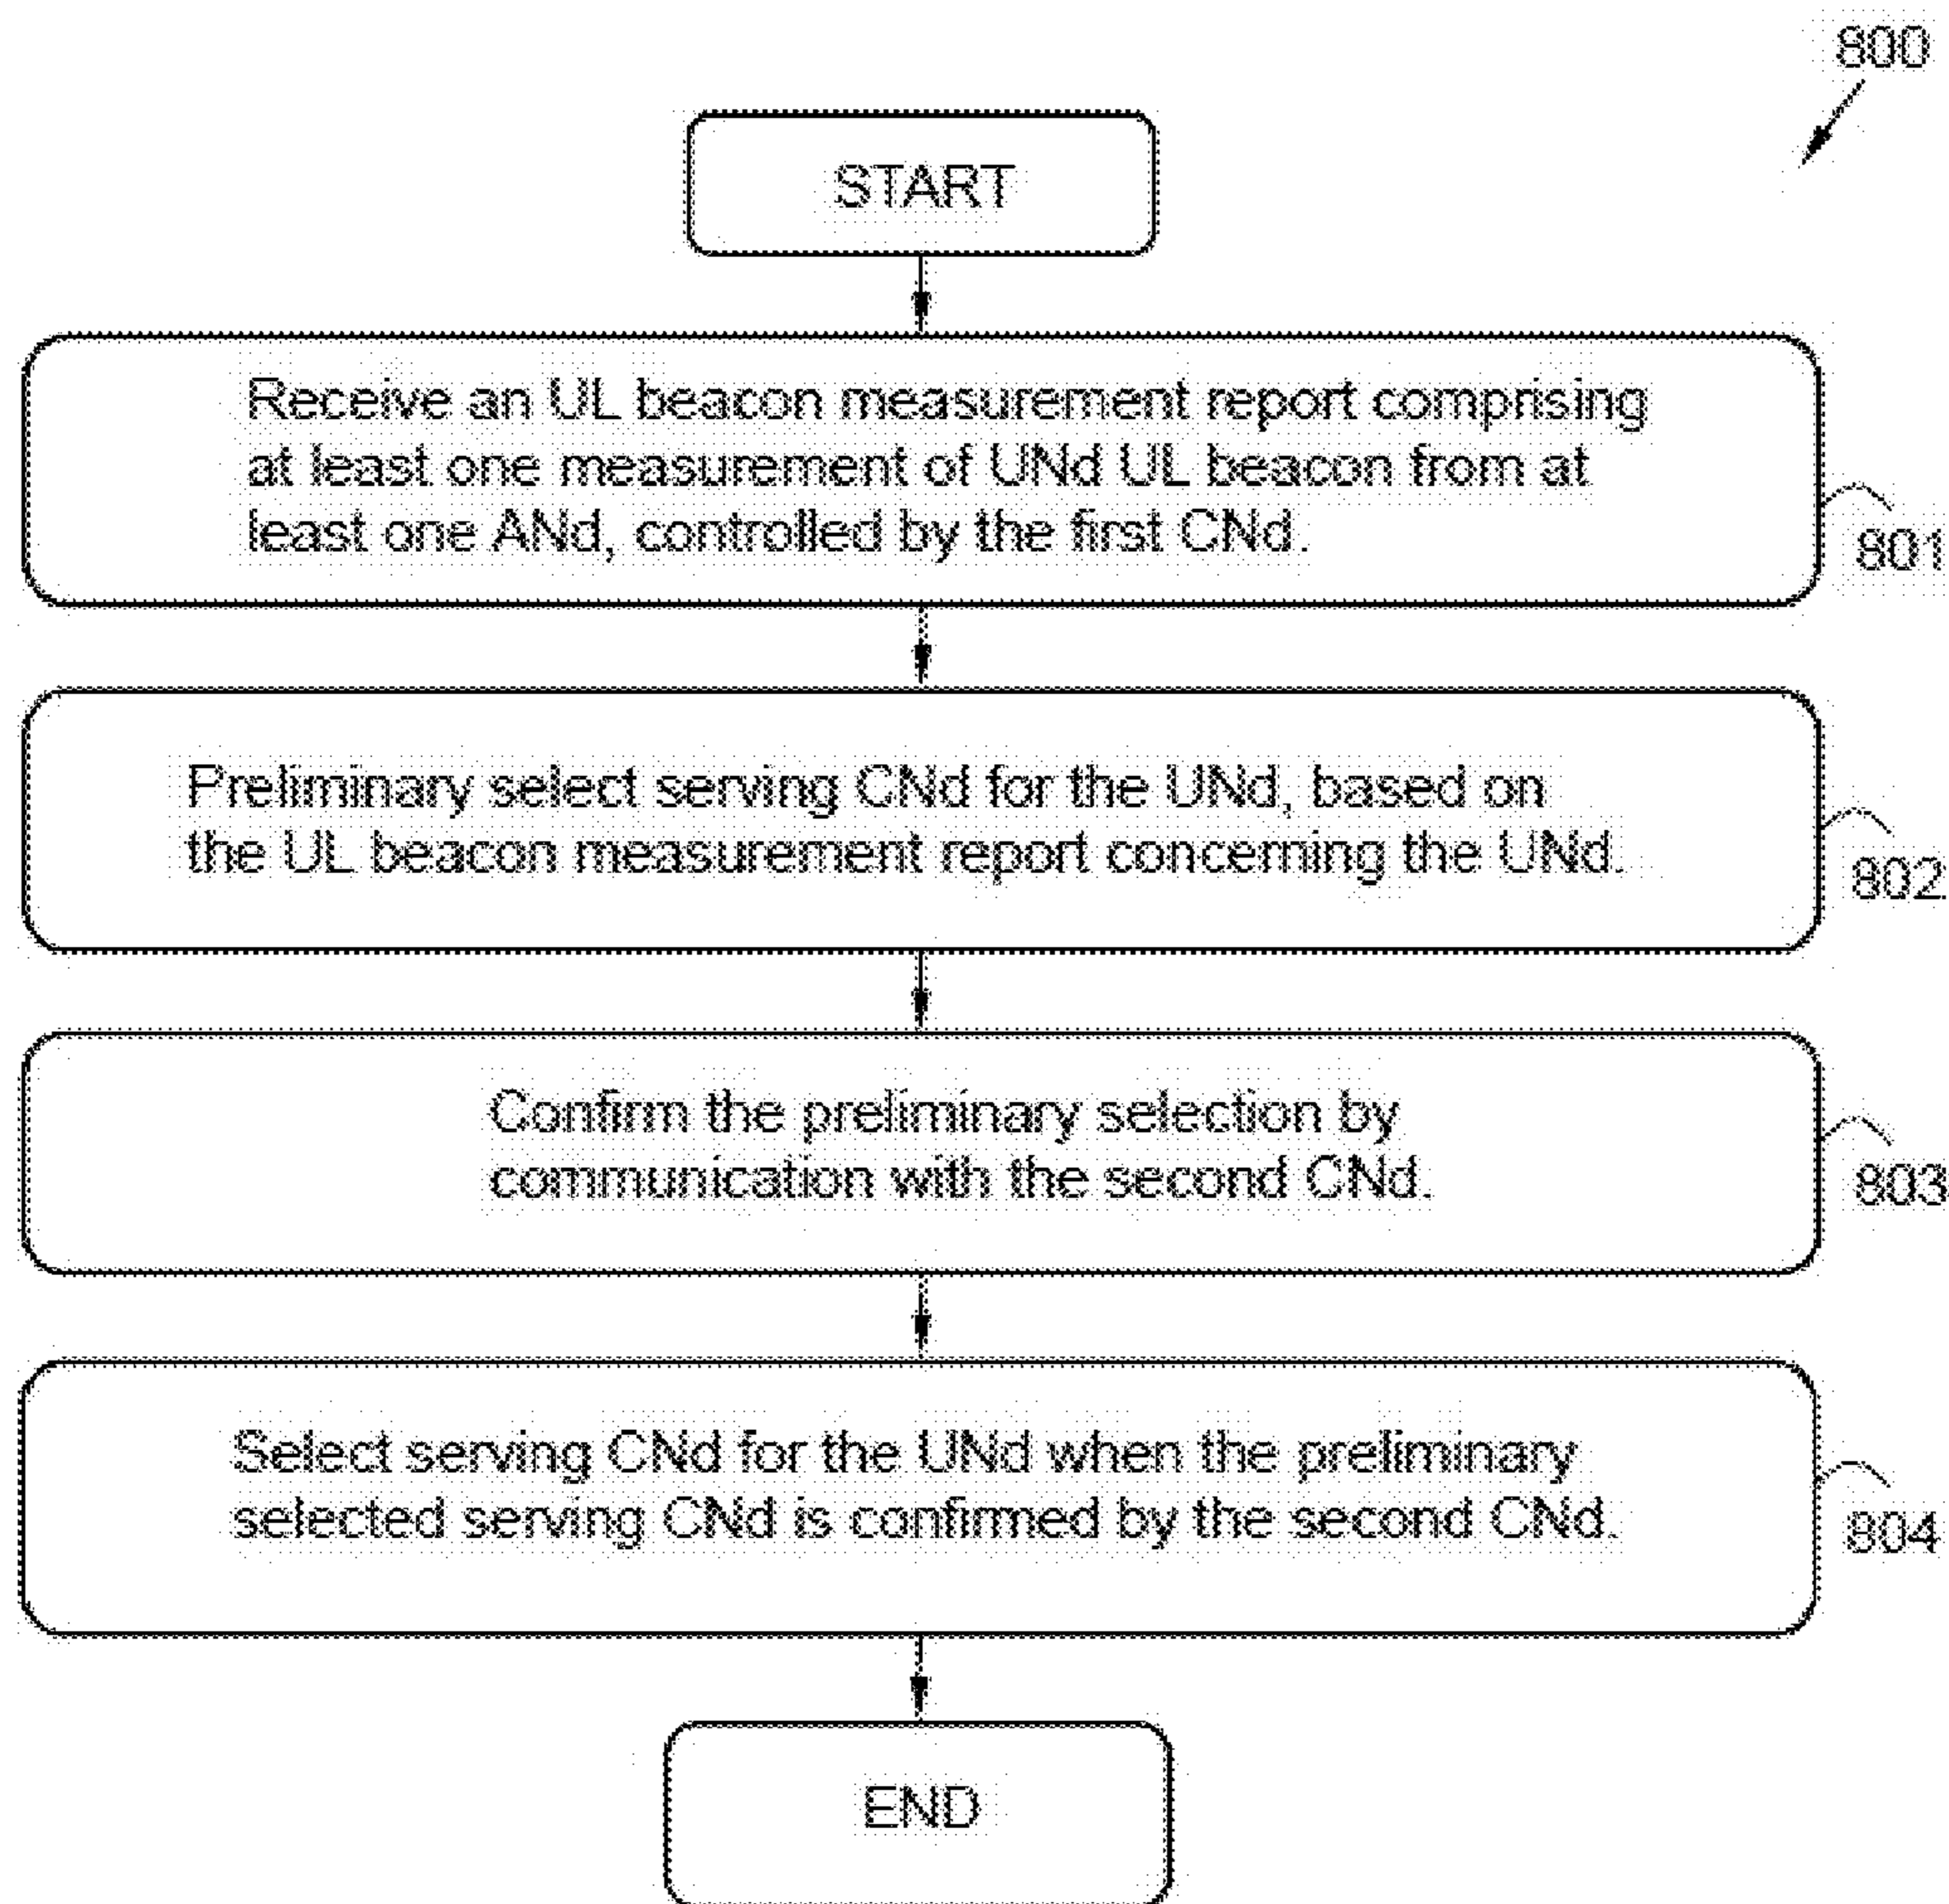 800
START
Receive an UL beacon measurement report comprising
at least one measurement of UNd UL beacon from at
least one ANd, controlled by the first CNd.
801
Preliminary select serving CNd for the UNd, based on
the UL beacon measurement report concerning the UNd.
802
Confirm the preliminary selection by
communication with the second CNd.
803
Select serving CNd for the UNd when the preliminary
selected serving CNd is confirmed by the second CNd.
804
END